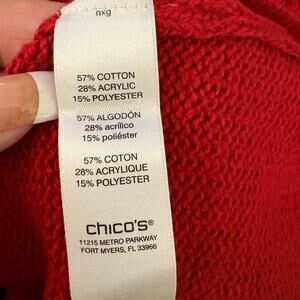 nxg
57% COTTON
28% ACRYLIC
15% POLYESTER
57% ALGODÓN
28% acrílico
15% poliéster
57% COTON
28% ACRYLIQUE
15% POLYESTER
chico's®
11215 METRO PARKWAY
FORT MYERS, FL 33966